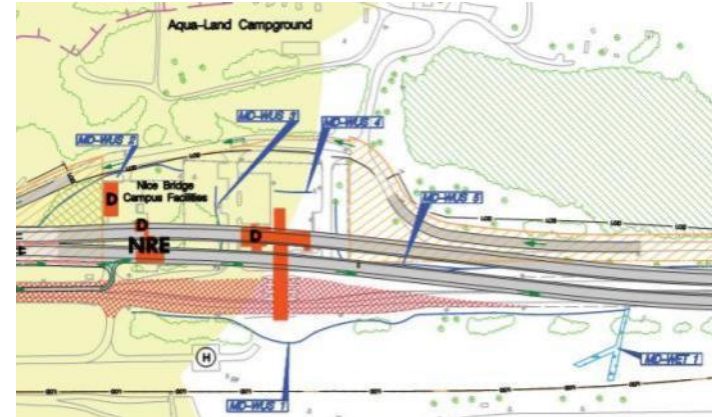 Aqua-Land Campground
MD-WUS 2
MD-WUS 3
MD-WUS 4
Nice Bridge
Campus Facilities
D
D
NRE
D
MD-WUS 5
H
MD-WUS 1
MD-WET 1